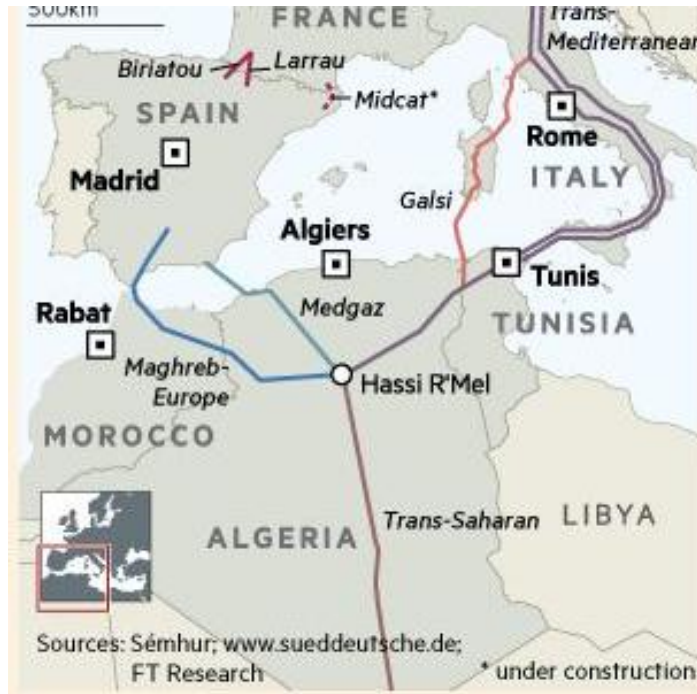 500km
FRANCE
Trans-
Mediterranean
Biriatou
Larrau
Midcat*
SPAIN
Rome
Madrid
ITALY
Galsi
Algiers
Tunis
Rabat
Medgaz
TUNISIA
Maghreb-
Europe
Hassi R'Mel
MOROCCO
Trans-Saharan
LIBYA
ALGERIA
Sources: Sémhur; www.sueddeutsche.de;
FT Research
* under construction